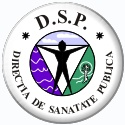 D.S.P.
DIRECTIA DE SANATATE PUBLICA